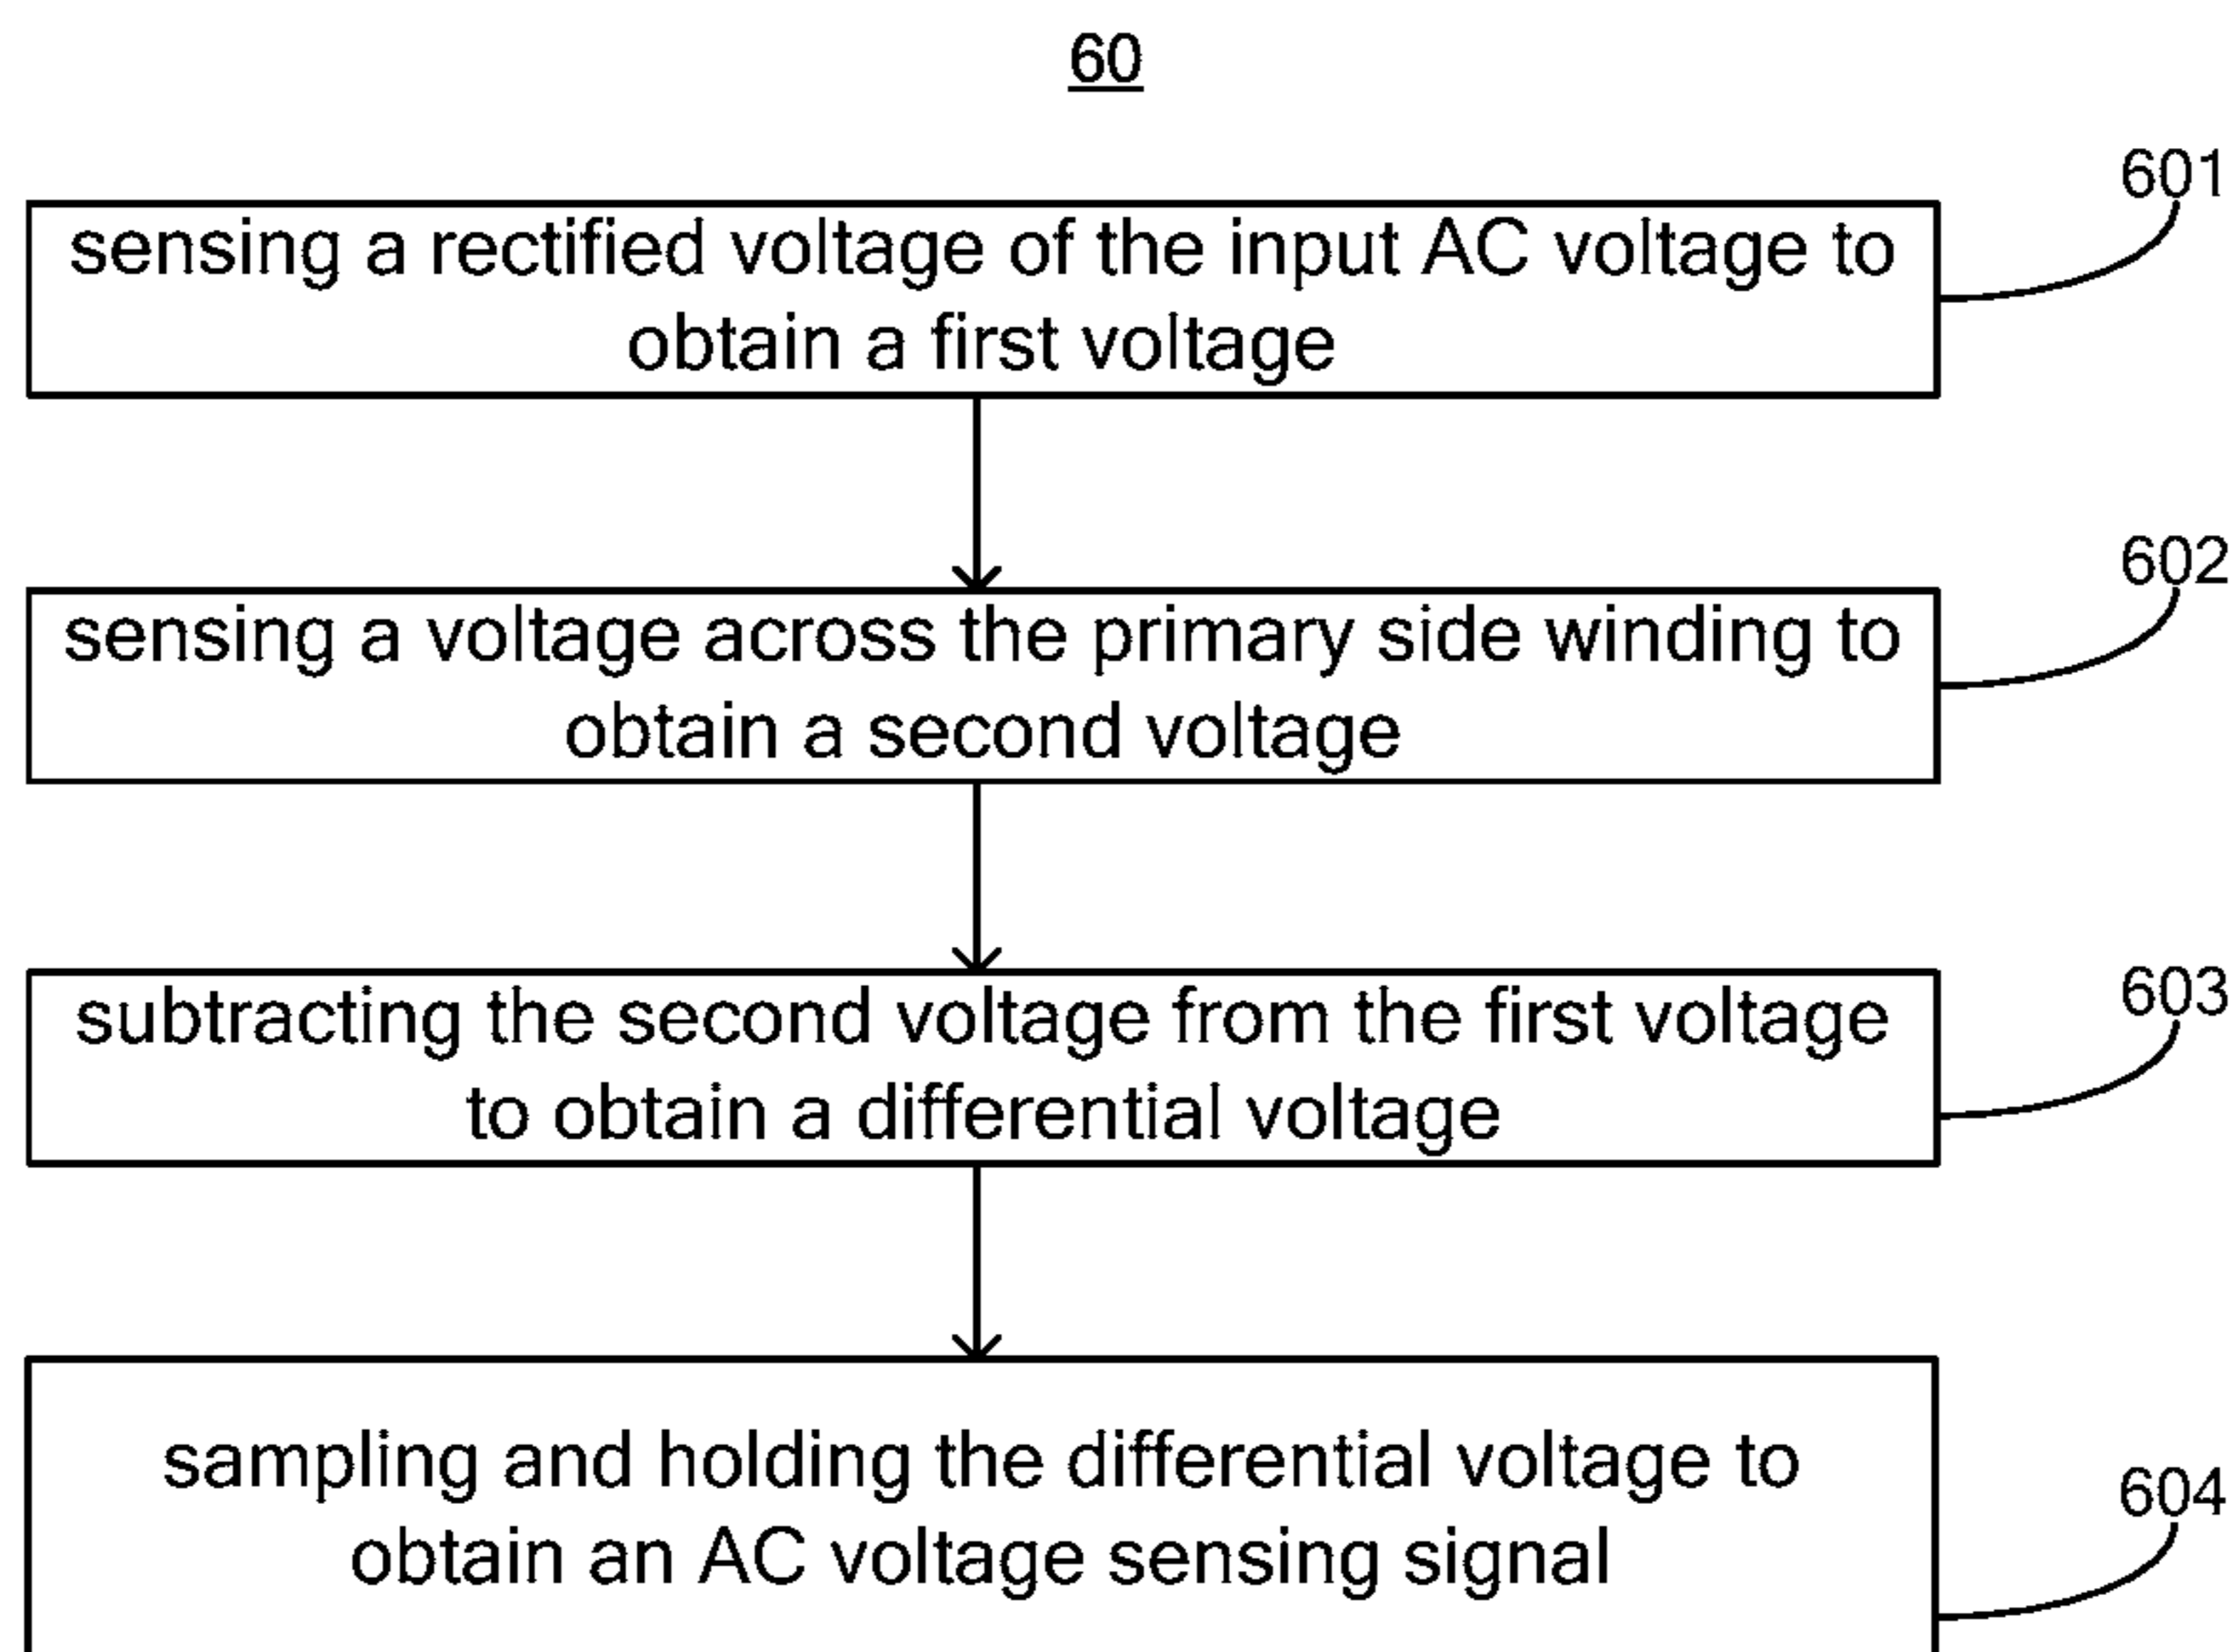 60
601
sensing a rectified voltage of the input AC voltage to
obtain a first voltage
602
sensing a voltage across the primary side winding to
obtain a second voltage
603
subtracting the second voltage from the first voltage
to obtain a differential voltage
sampling and holding the differential voltage to
604
obtain an AC voltage sensing signal